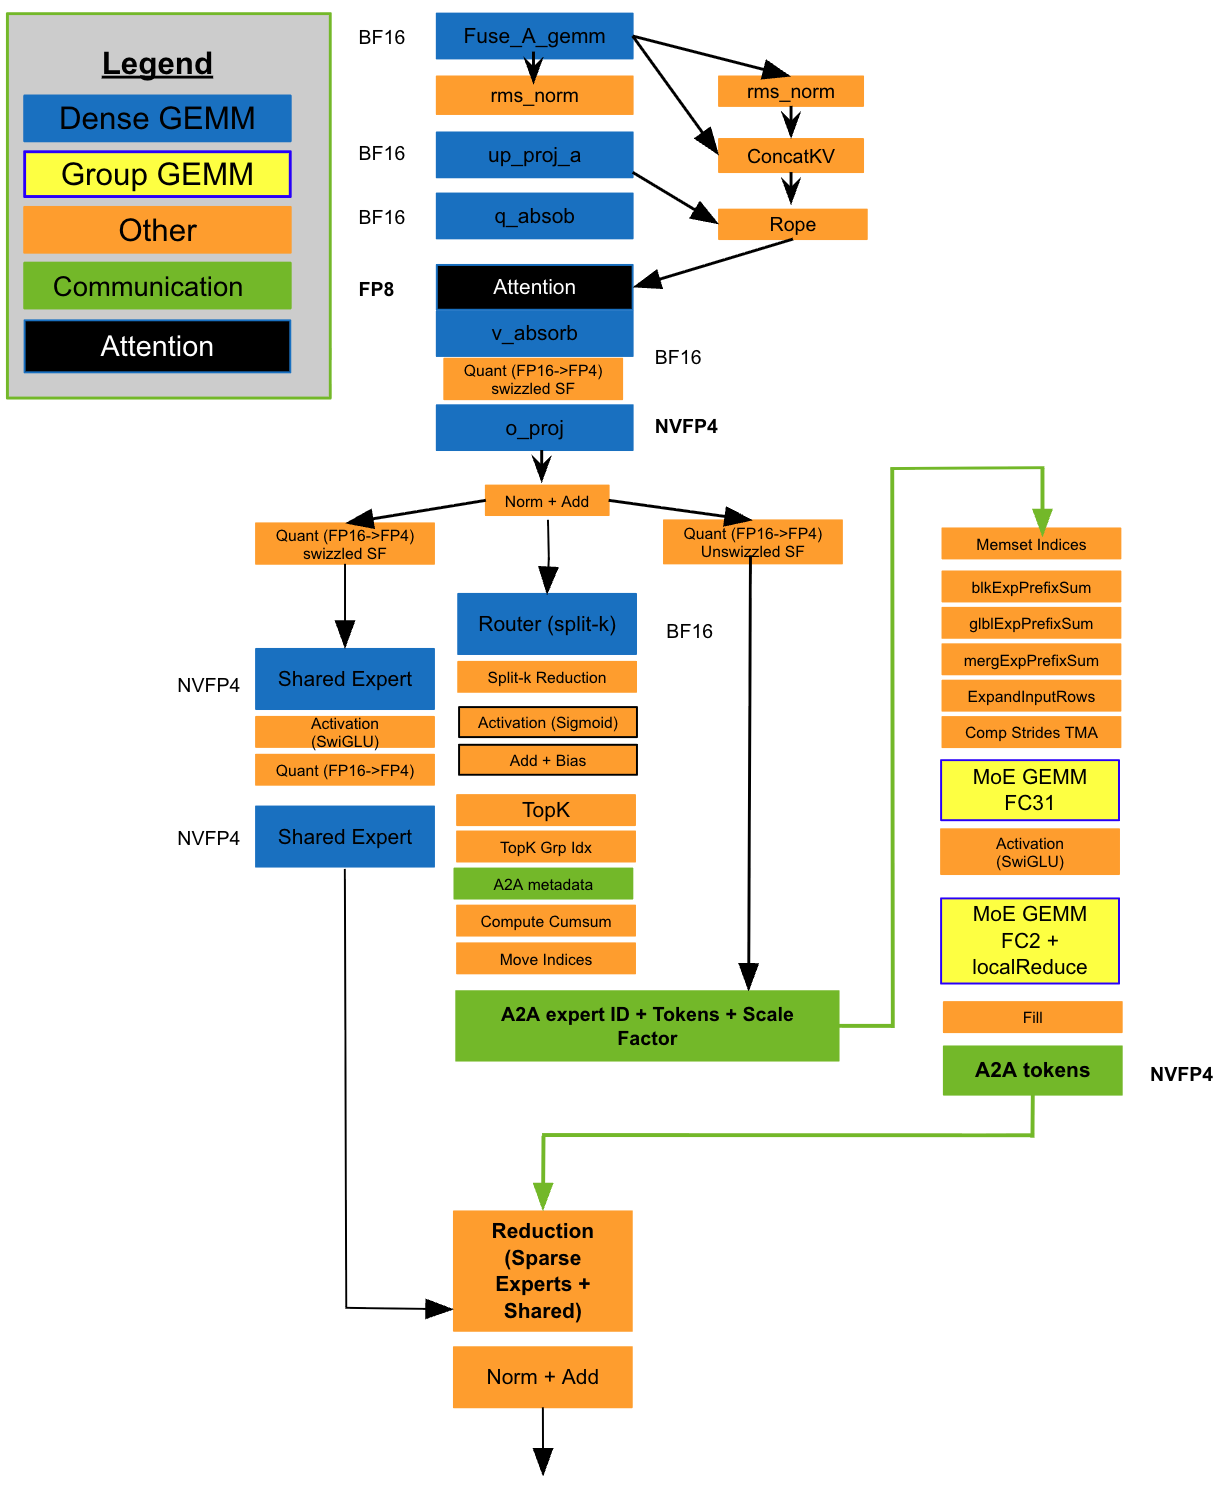 Legend
Dense GEMM
Group GEMM
Other
Communication
Attention
BF16
Fuse_A_gemm
rms_norm
rms_norm
ConcatKV
BF16
up_proj_a
BF16
q_absob
Rope
FP8
Attention
v_absorb
BF16
Quant (FP16->FP4)
swizzled SF
o_proj
NVFP4
Norm + Add
Quant (FP16->FP4)
swizzled SF
Quant (FP16->FP4)
Unswizzled SF
NVFP4
Shared Expert
Activation
(SwiGLU)
Quant (FP16->FP4)
NVFP4
Shared Expert
Router (split-k)
BF16
Split-k Reduction
Activation (Sigmoid)
Add + Bias
TopK
TopK Grp Idx
A2A metadata
Compute Cumsum
Move Indices
A2A expert ID + Tokens + Scale
Factor
Memset Indices
blkExpPrefixSum
glblExpPrefixSum
mergExpPrefixSum
ExpandInputRows
Comp Strides TMA
MoE GEMM
FC31
Activation
(SwiGLU)
MoE GEMM
FC2 +
localReduce
Fill
A2A tokens
NVFP4
Reduction
(Sparse
Experts +
Shared)
Norm + Add